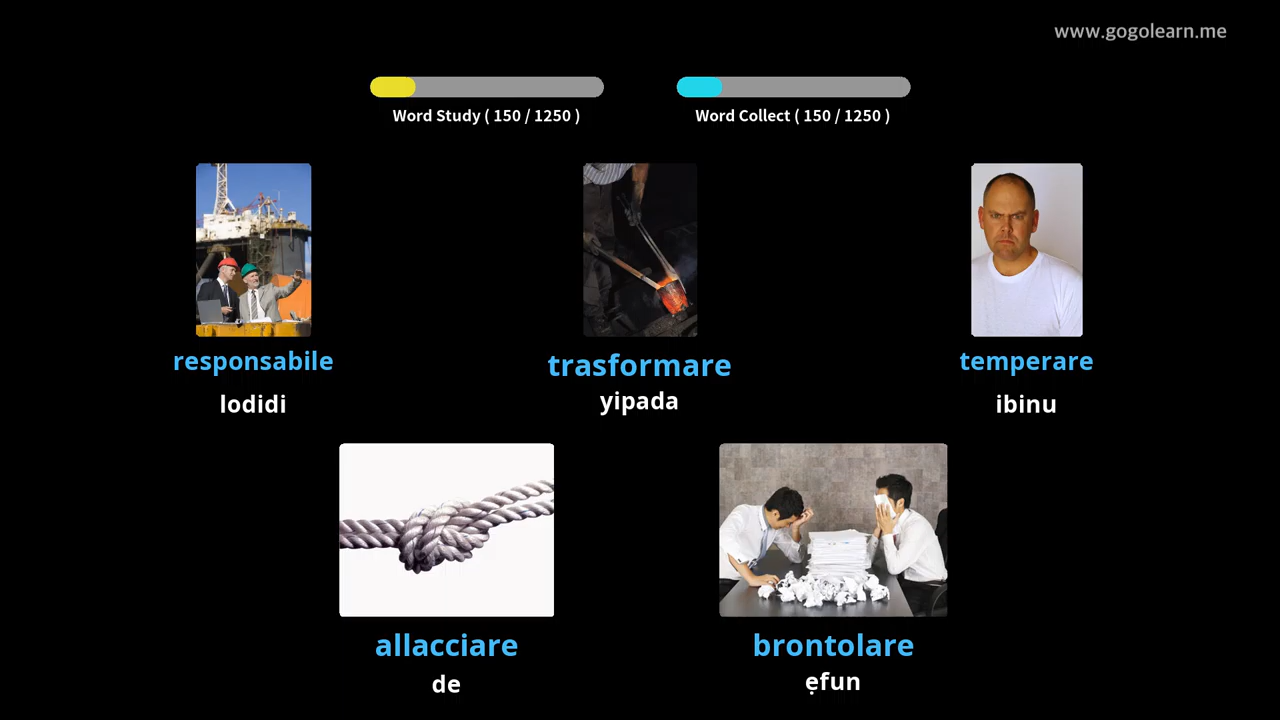 www.gogolearn.me
Word Study ( 150 / 1250 )
Word Collect ( 150 / 1250 )
responsabile
lodidi
trasformare
yipada
temperare
ibinu
allacciare
de
brontolare
ẹfun